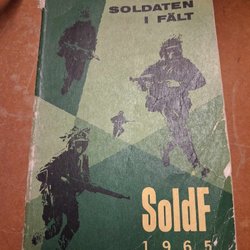 SOLDATEN
I FÄLT
SoldF
1965